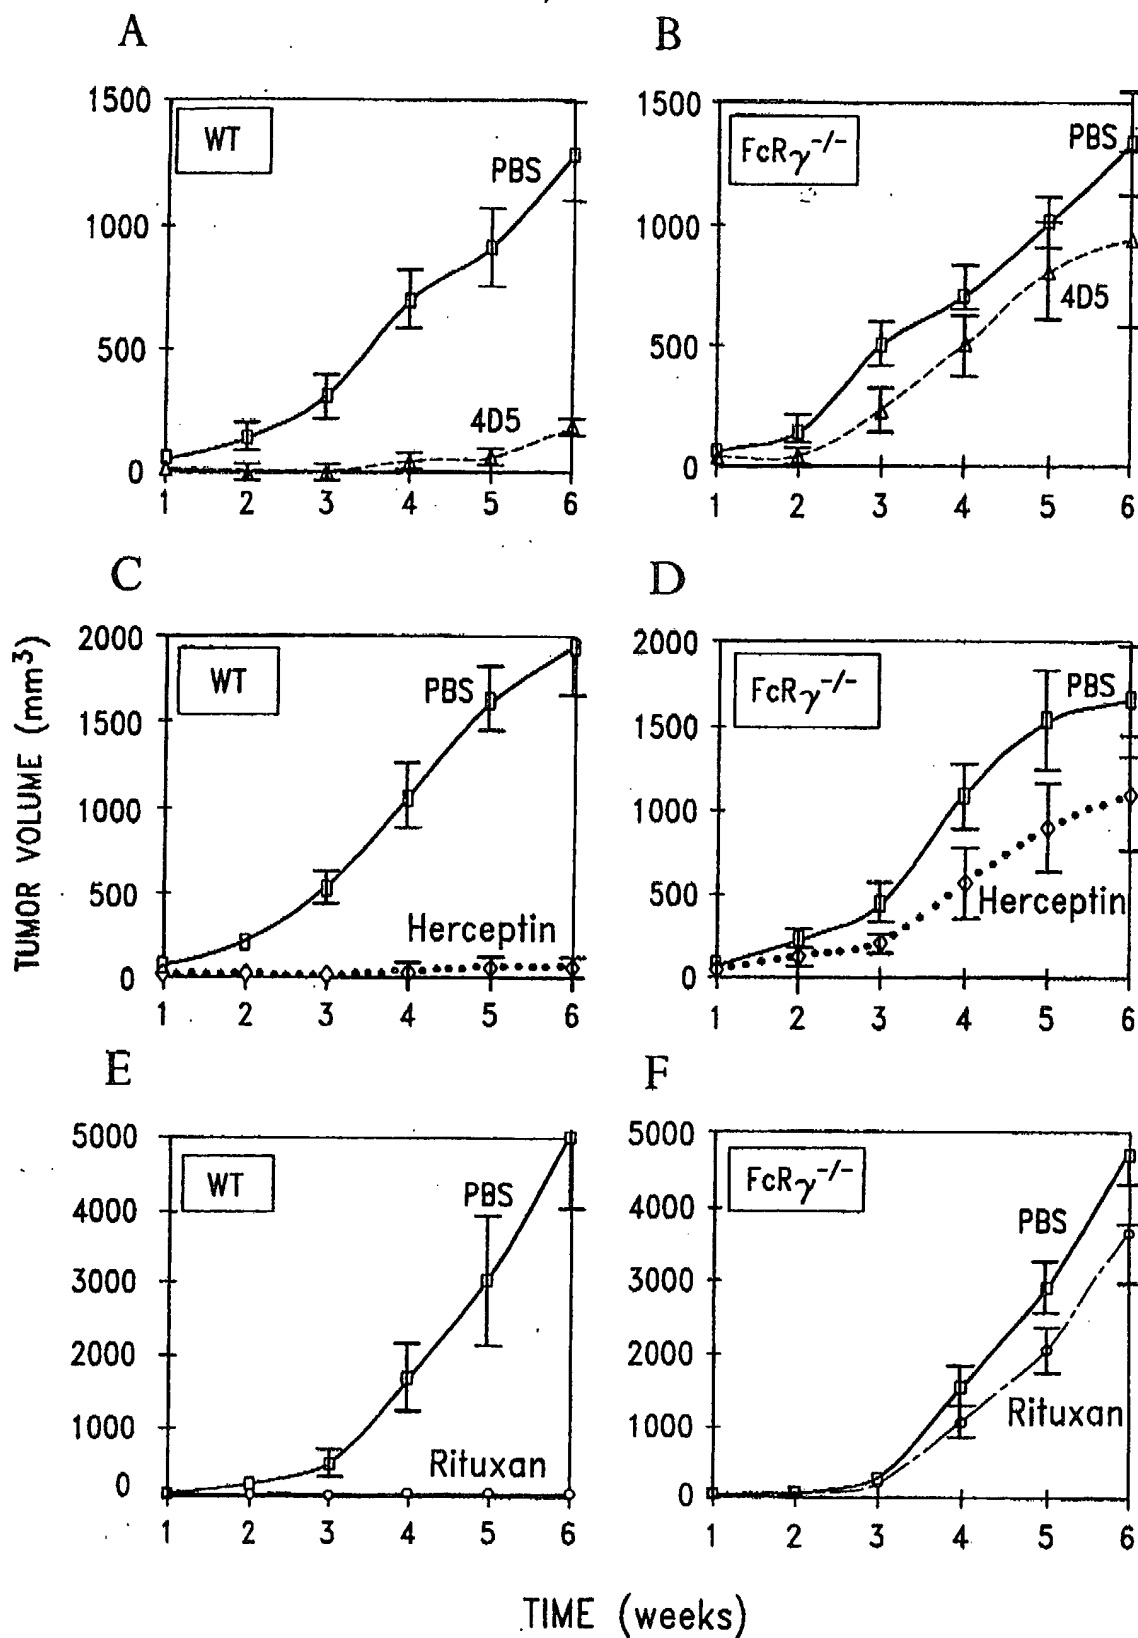 A
B
1500
WT
PBS
1000
500
4D5
0
1 2 3 4 5 6
1500
FcRγ-/-
PBS
1000
4D5
500
0
1 2 3 4 5 6
C
D
TUMOR VOLUME (mm3)
2000
WT
PBS
1500
1000
500
Herceptin
0
1 2 3 4 5 6
2000
FcRγ-/-
PBS
1500
1000
500
Herceptin
0
1 2 3 4 5 6
E
F
5000
WT
PBS
4000
3000
2000
1000
Rituxan
0
1 2 3 4 5 6
5000
FcRγ-/-
4000
PBS
3000
2000
Rituxan
1000
0
1 2 3 4 5 6
TIME (weeks)